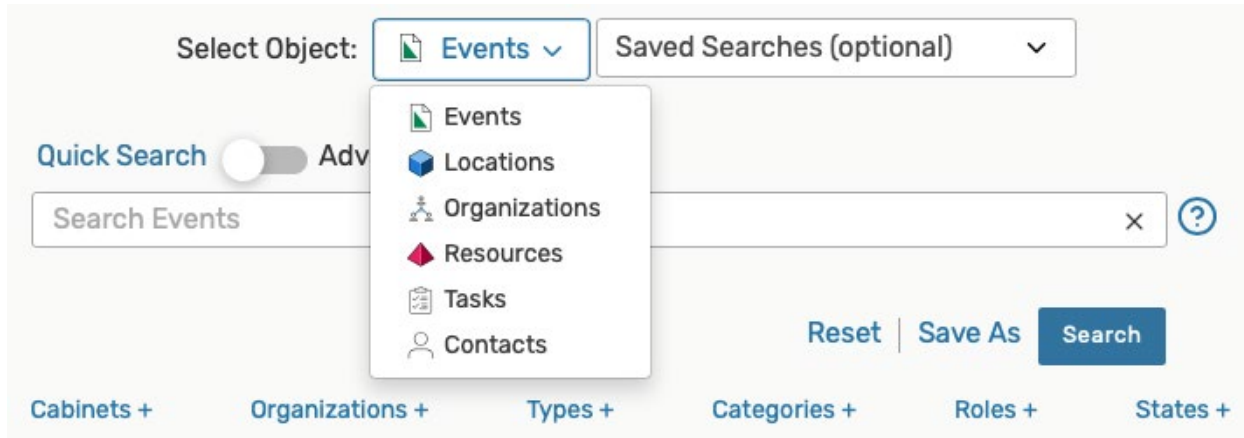 Select Object: Events Saved Searches (optional)
Events
Quick Search Adv
Locations
Organizations
Search Events
Resources
Tasks
Contacts
Reset Save As Search
Cabinets + Organizations + Types + Categories + Roles + States +